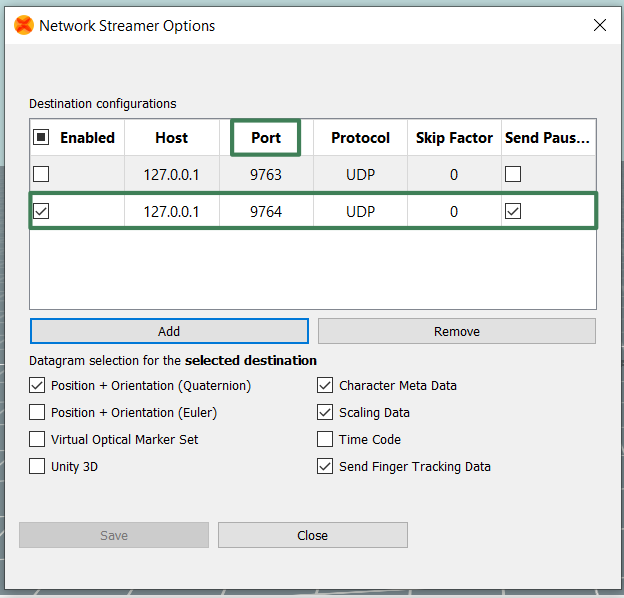 Network Streamer Options
Destination configurations
Enabled Host Port Protocol Skip Factor Send Paus...
127.0.0.1 9763 UDP 0
127.0.0.1 9764 UDP 0
Add Remove
Datagram selection for the selected destination
Position + Orientation (Quaternion) Character Meta Data
Position + Orientation (Euler) Scaling Data
Virtual Optical Marker Set Time Code
Unity 3D Send Finger Tracking Data
Save Close